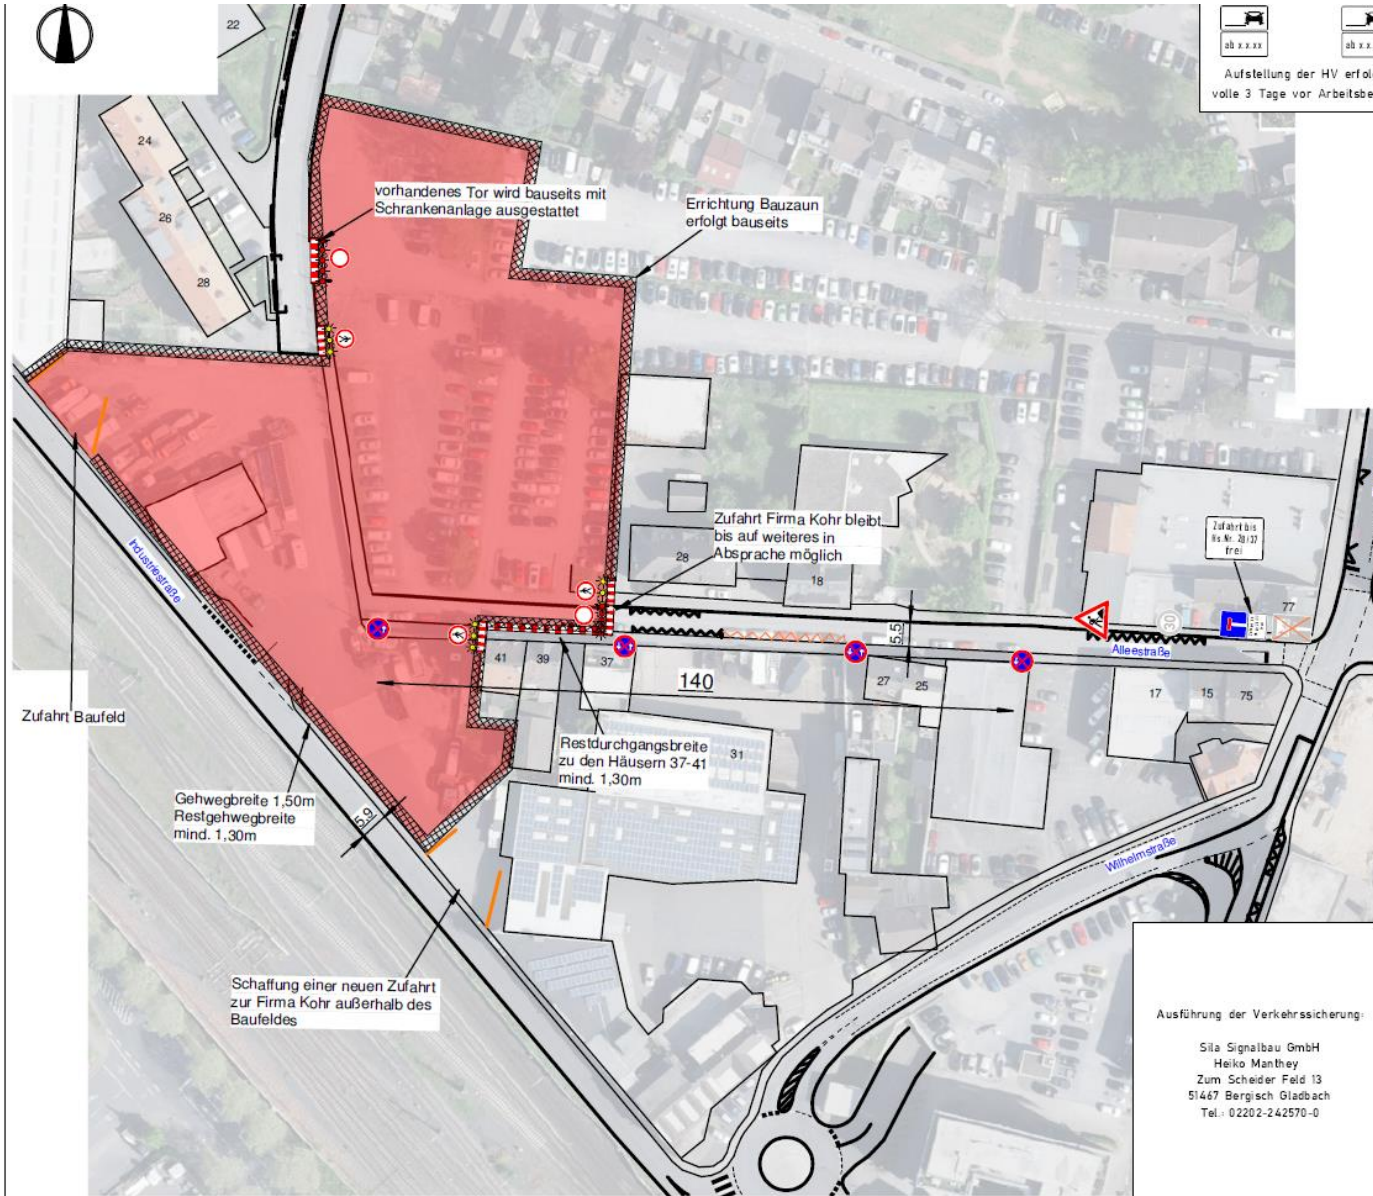 22
ab x.x.xx
ab x.x.
Aufstellung der HV erfol
volle 3 Tage vor Arbeitsbe
24
26
28
vorhandenes Tor wird bauseits mit
Schrankenanlage ausgestattet
Errichtung Bauzaun
erfolgt bauseits
Industriestraße
Zufahrt Firma Kohr bleibt
bis auf weiteres in
Absprache möglich
28
18
Zufahrt bis
Hs.Nr. 28/37
frei
30
77
5,5
Alleestraße
41
39
37
27
25
17
15
75
140
Zufahrt Baufeld
Restdurchgangsbreite
zu den Häusern 37-41
mind. 1,30m
31
Gehwegbreite 1,50m
Restgehwegbreite
mind. 1,30m
5,9
Wilhelmstraße
Schaffung einer neuen Zufahrt
zur Firma Kohr außerhalb des
Baufeldes
Ausführung der Verkehrssicherung:
Sila Signalbau GmbH
Heiko Manthey
Zum Scheider Feld 13
51467 Bergisch Gladbach
Tel.: 02202-242570-0